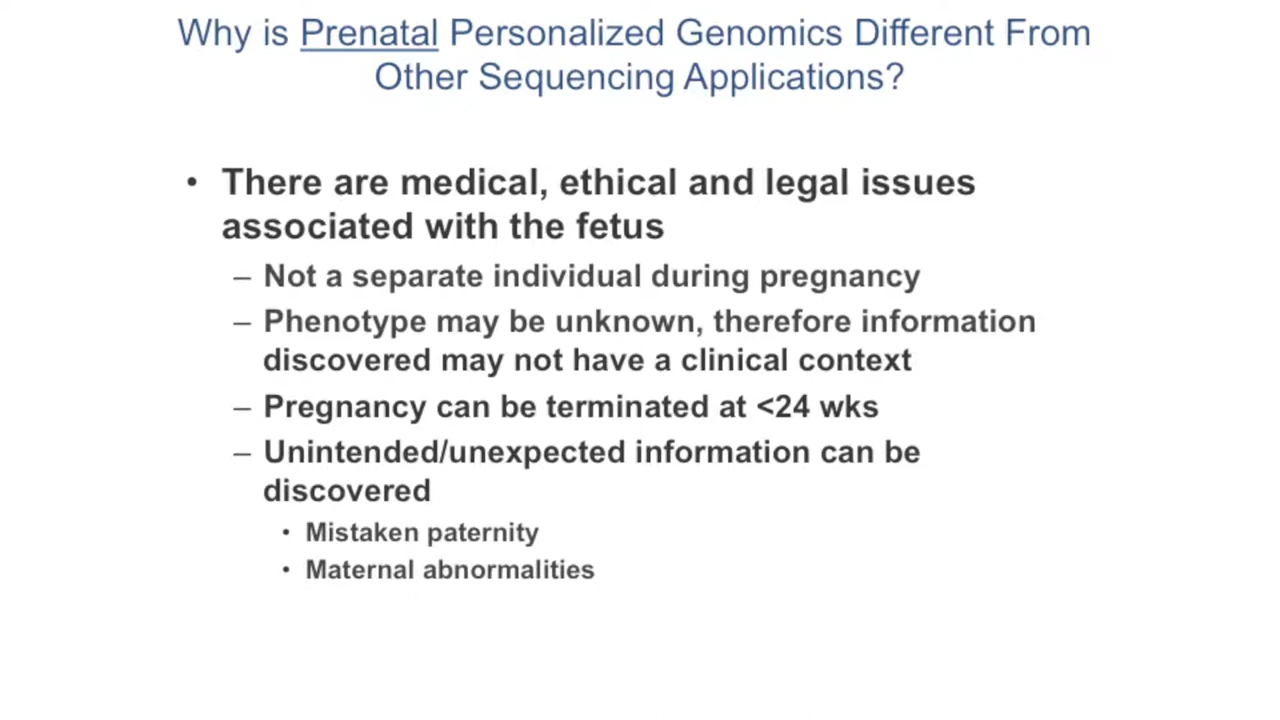 Why is Prenatal Personalized Genomics Different From
Other Sequencing Applications?
• There are medical, ethical and legal issues
associated with the fetus
– Not a separate individual during pregnancy
– Phenotype may be unknown, therefore information
discovered may not have a clinical context
– Pregnancy can be terminated at <24 wks
– Unintended/unexpected information can be
discovered
• Mistaken paternity
• Maternal abnormalities